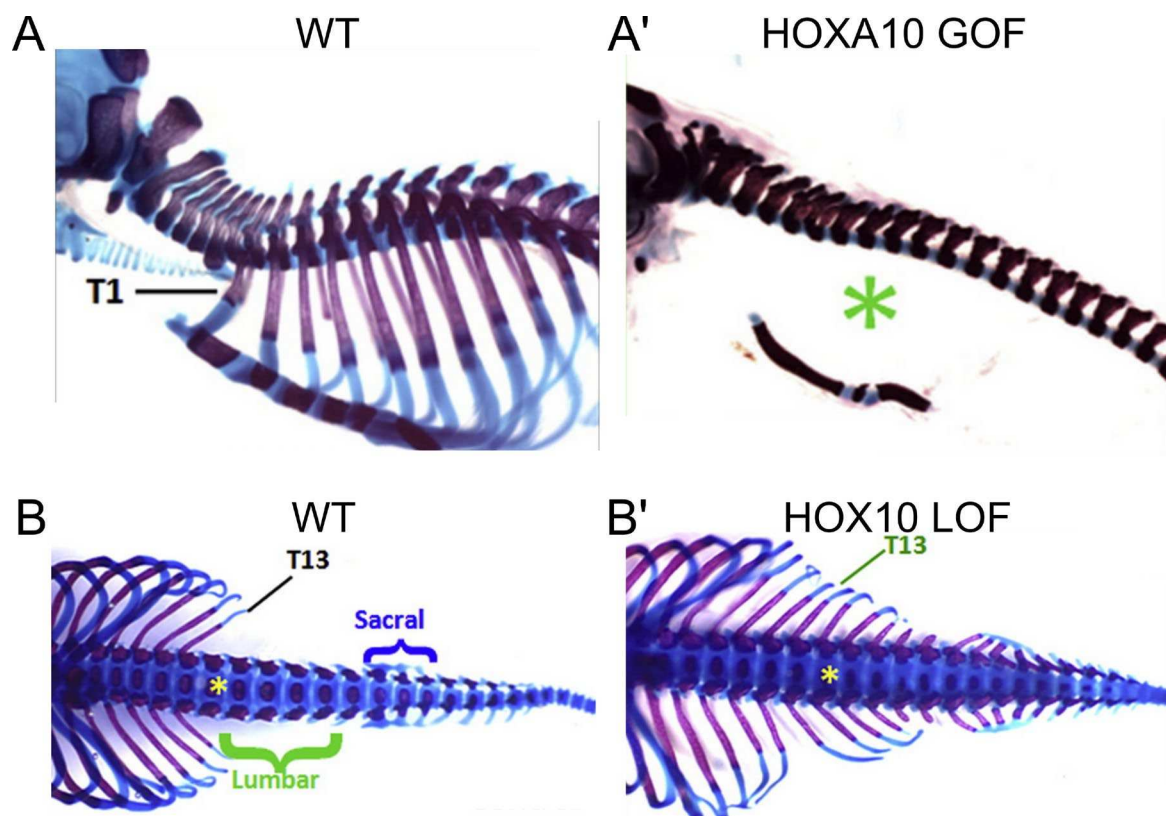 A WT A' HOXA10 GOF
T1
*
B WT B' HOX10 LOF
T13 T13
Sacral
* *
Lumbar